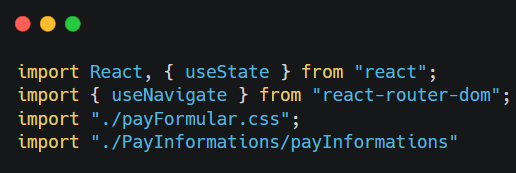 import React, { useState } from "react";
import { useNavigate } from "react-router-dom";
import "./payFormular.css";
import "./PayInformations/payInformations"